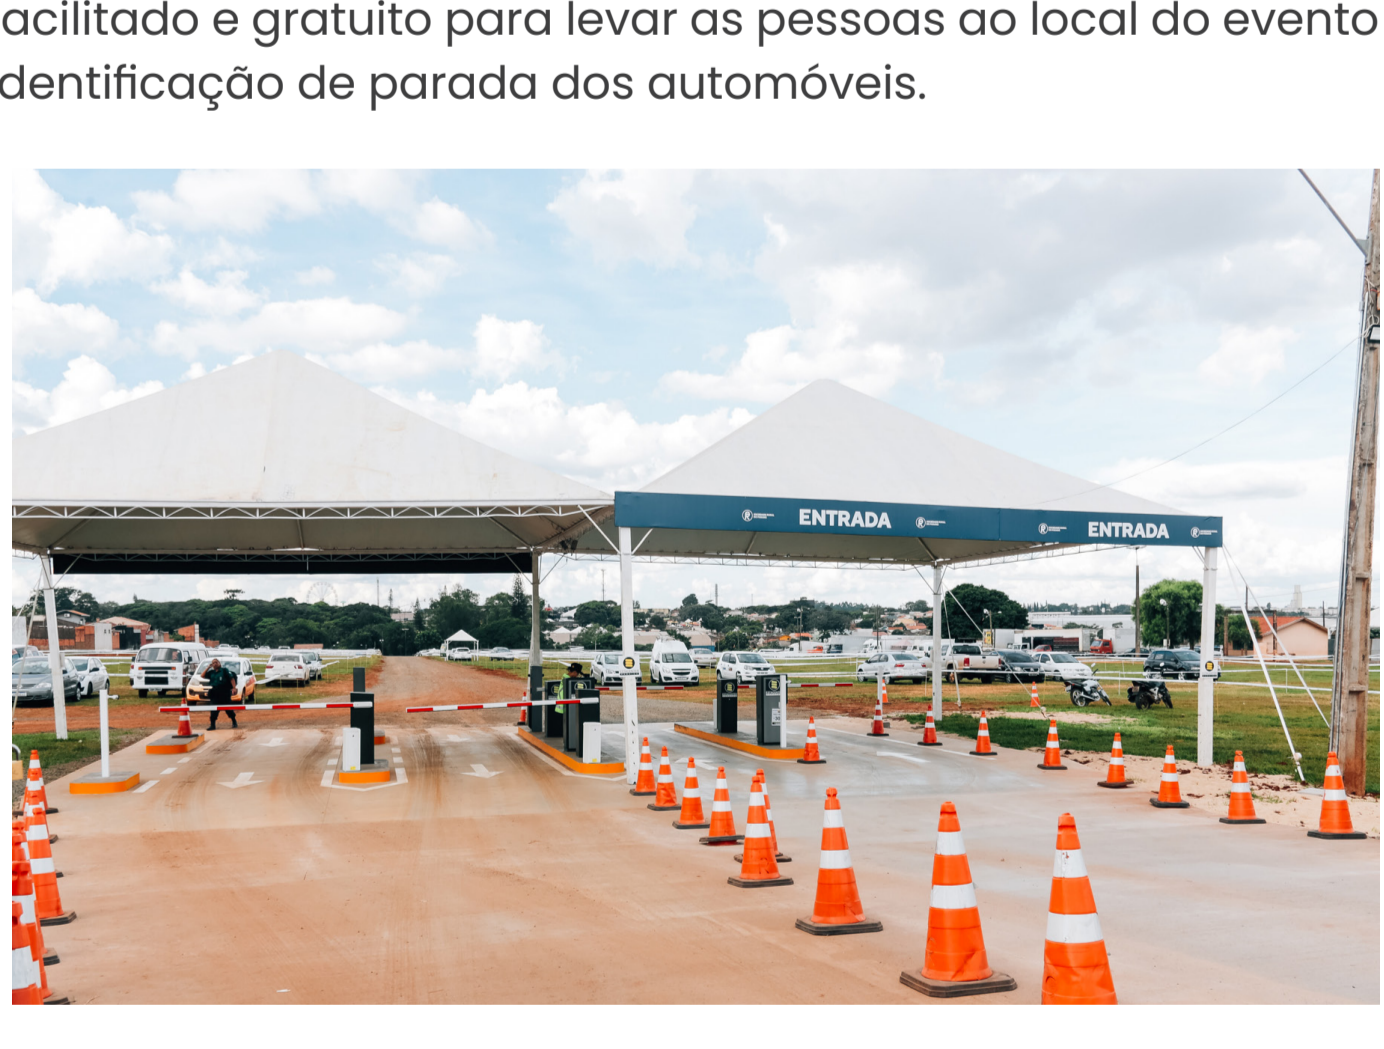 acilitado e gratuito para levar as pessoas ao local do evento
dentificação de parada dos automóveis.
ENTRADA
ENTRADA